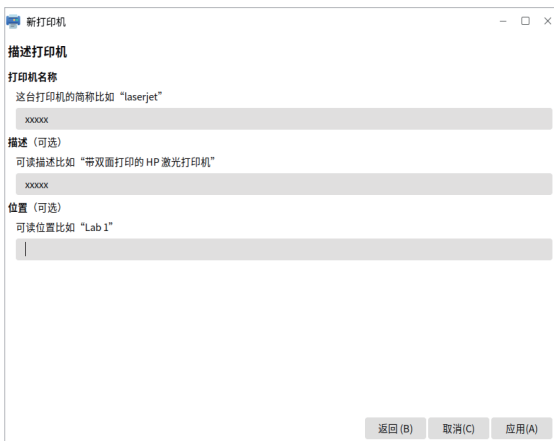 新打印机
描述打印机
打印机名称
这台打印机的简称比如“laserjet”
xxxxx
描述（可选）
可读描述比如“带双面打印的 HP 激光打印机”
xxxxx
位置（可选）
可读位置比如“Lab 1”
返回 (B) 取消(C) 应用(A)